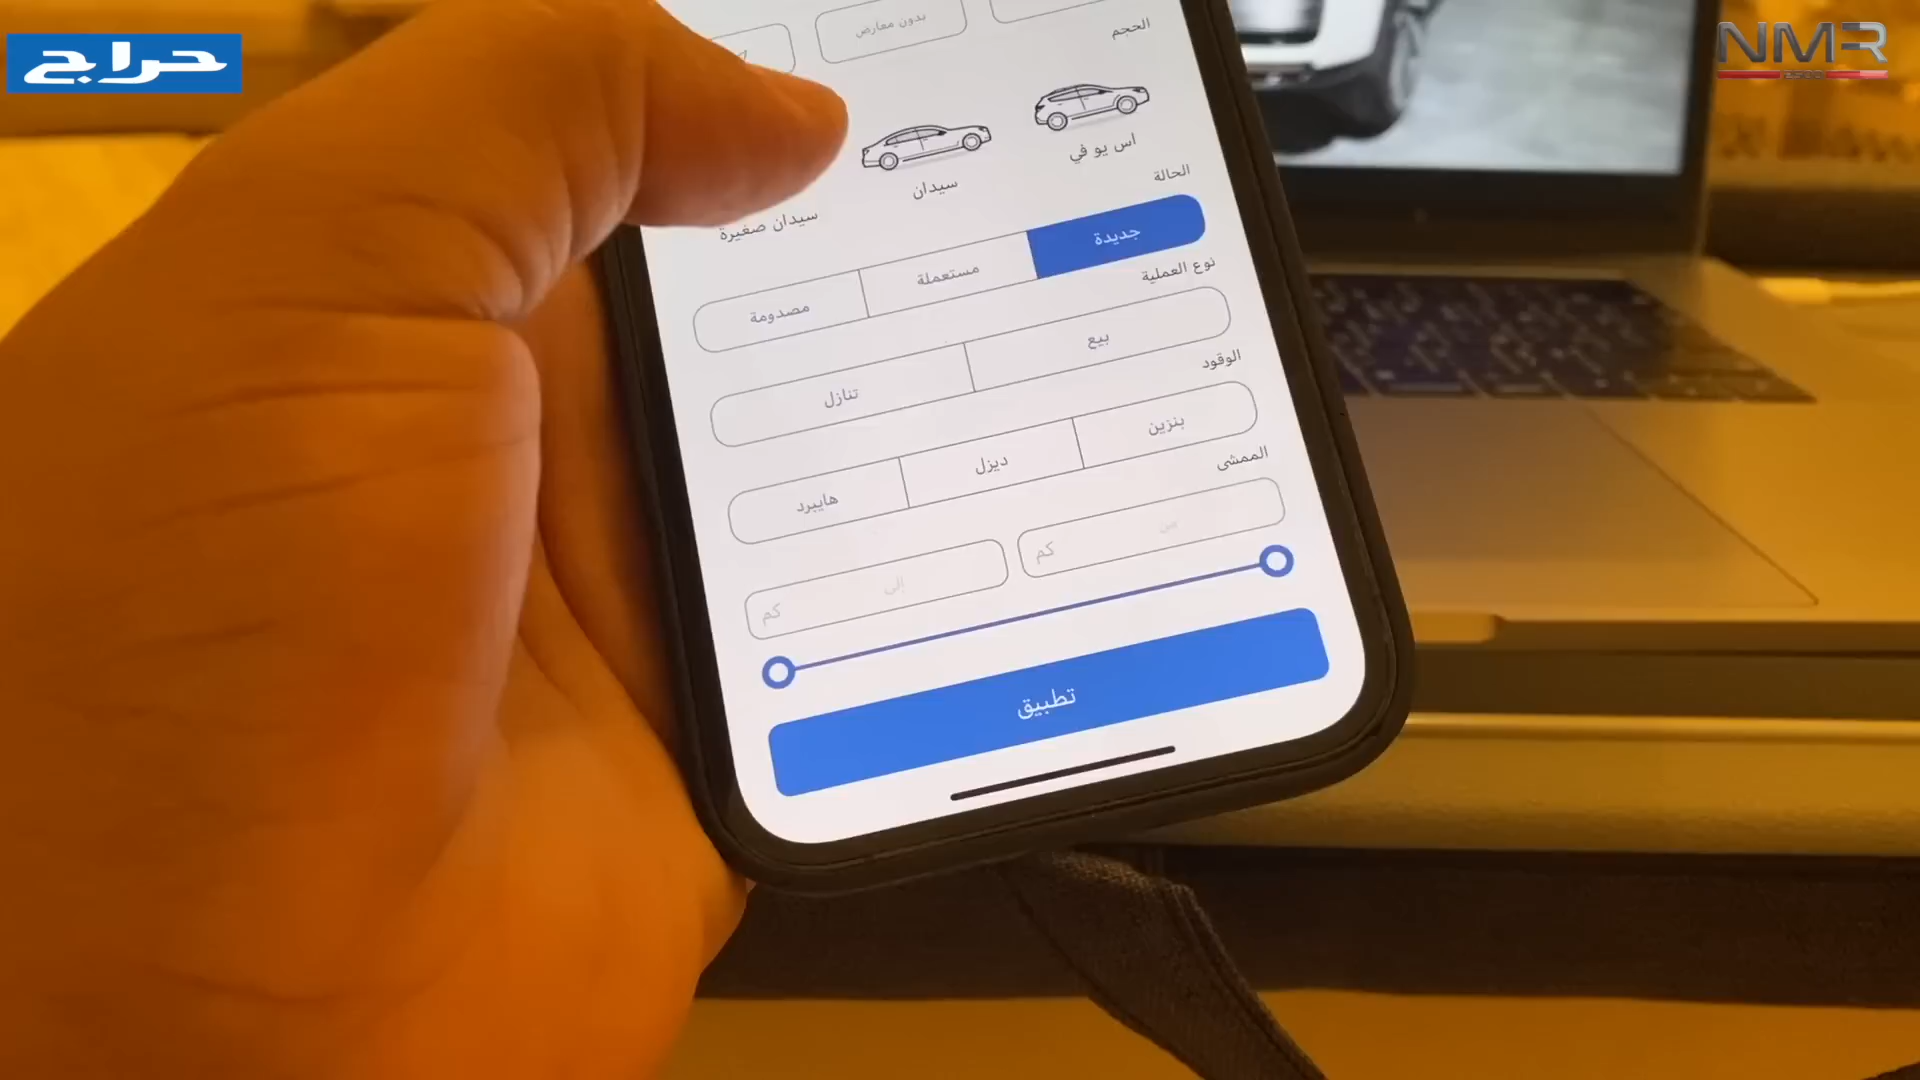 حراج
NMR
بدون معارض
الحجم
اس يو في
سيدان
سيدان صغيرة
الحالة
جديدة
مستعملة
مصدومة
نوع العملية
بيع
تنازل
الوقود
بنزين
ديزل
هايبرد
الممشى
من
كم
إلى
كم
تطبيق